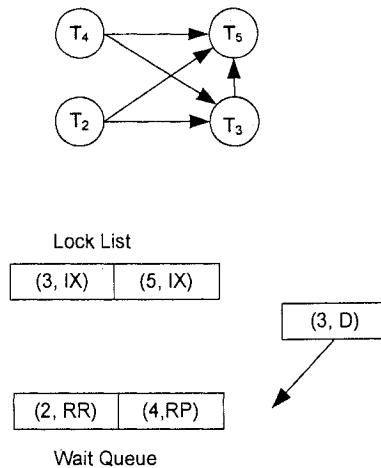 T4
T5
T2
T3
Lock List
(3, IX) (5, IX)
(3, D)
(2, RR) (4,RP)
Wait Queue